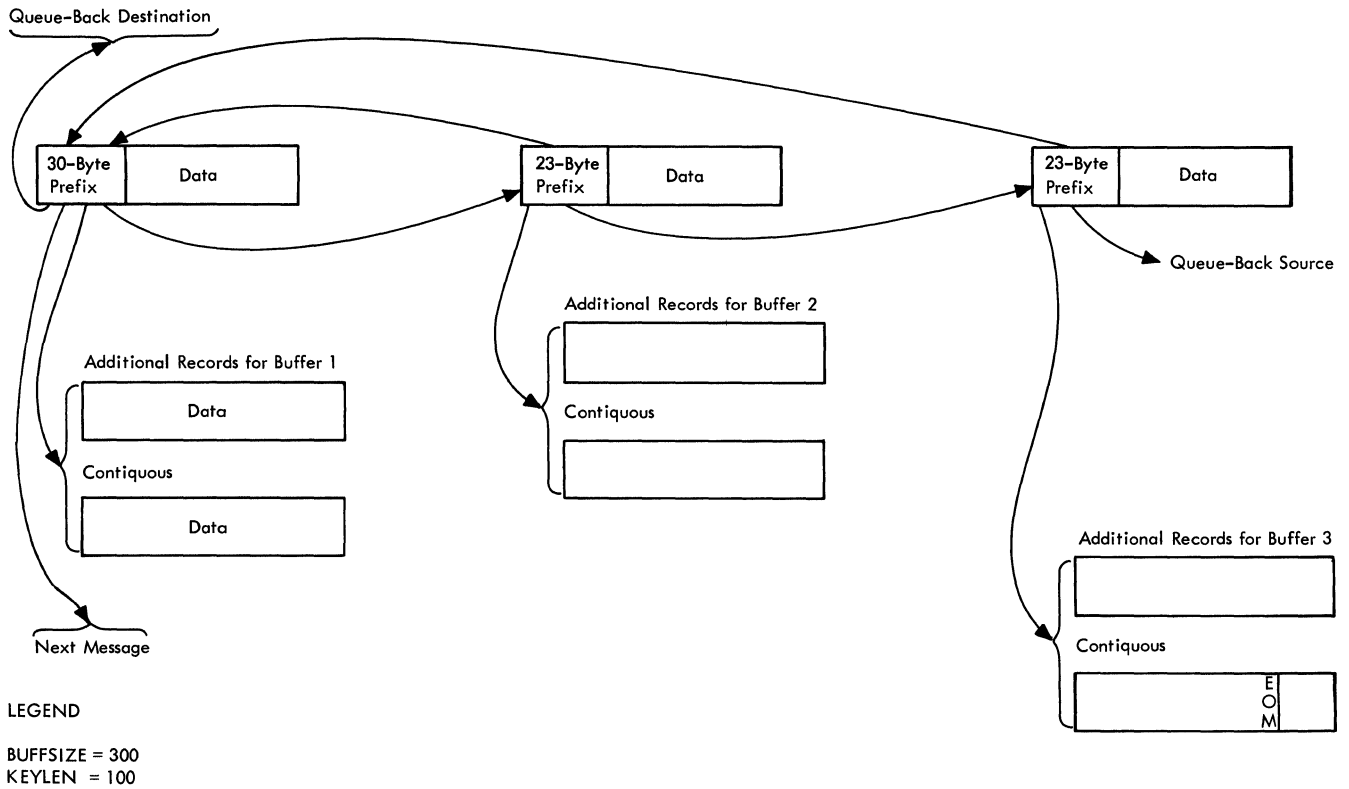 Queue-Back Destination
30-Byte
Prefix
Data
23-Byte
Prefix
Data
23-Byte
Prefix
Data
Queue-Back Source
Additional Records for Buffer 2
Contiquous
Additional Records for Buffer 1
Data
Contiquous
Data
Next Message
Additional Records for Buffer 3
Contiquous
E
O
M
LEGEND
BUFFSIZE = 300
KEYLEN = 100